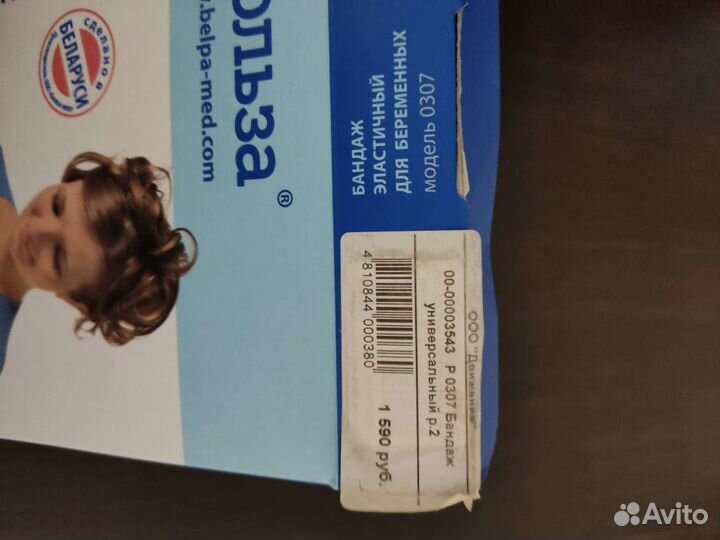 СДЕЛАНО В
БЕЛАРУСИ
ольза ®
.belpa-med.com
БАНДАЖ
ЭЛАСТИЧНЫЙ
ДЛЯ БЕРЕМЕННЫХ
МОДЕЛЬ 0307
ООО "Движение"
00-00003543 Р 0307 Бандаж
универсальный р.2
4 810844 000380
1 590 руб.
Avito